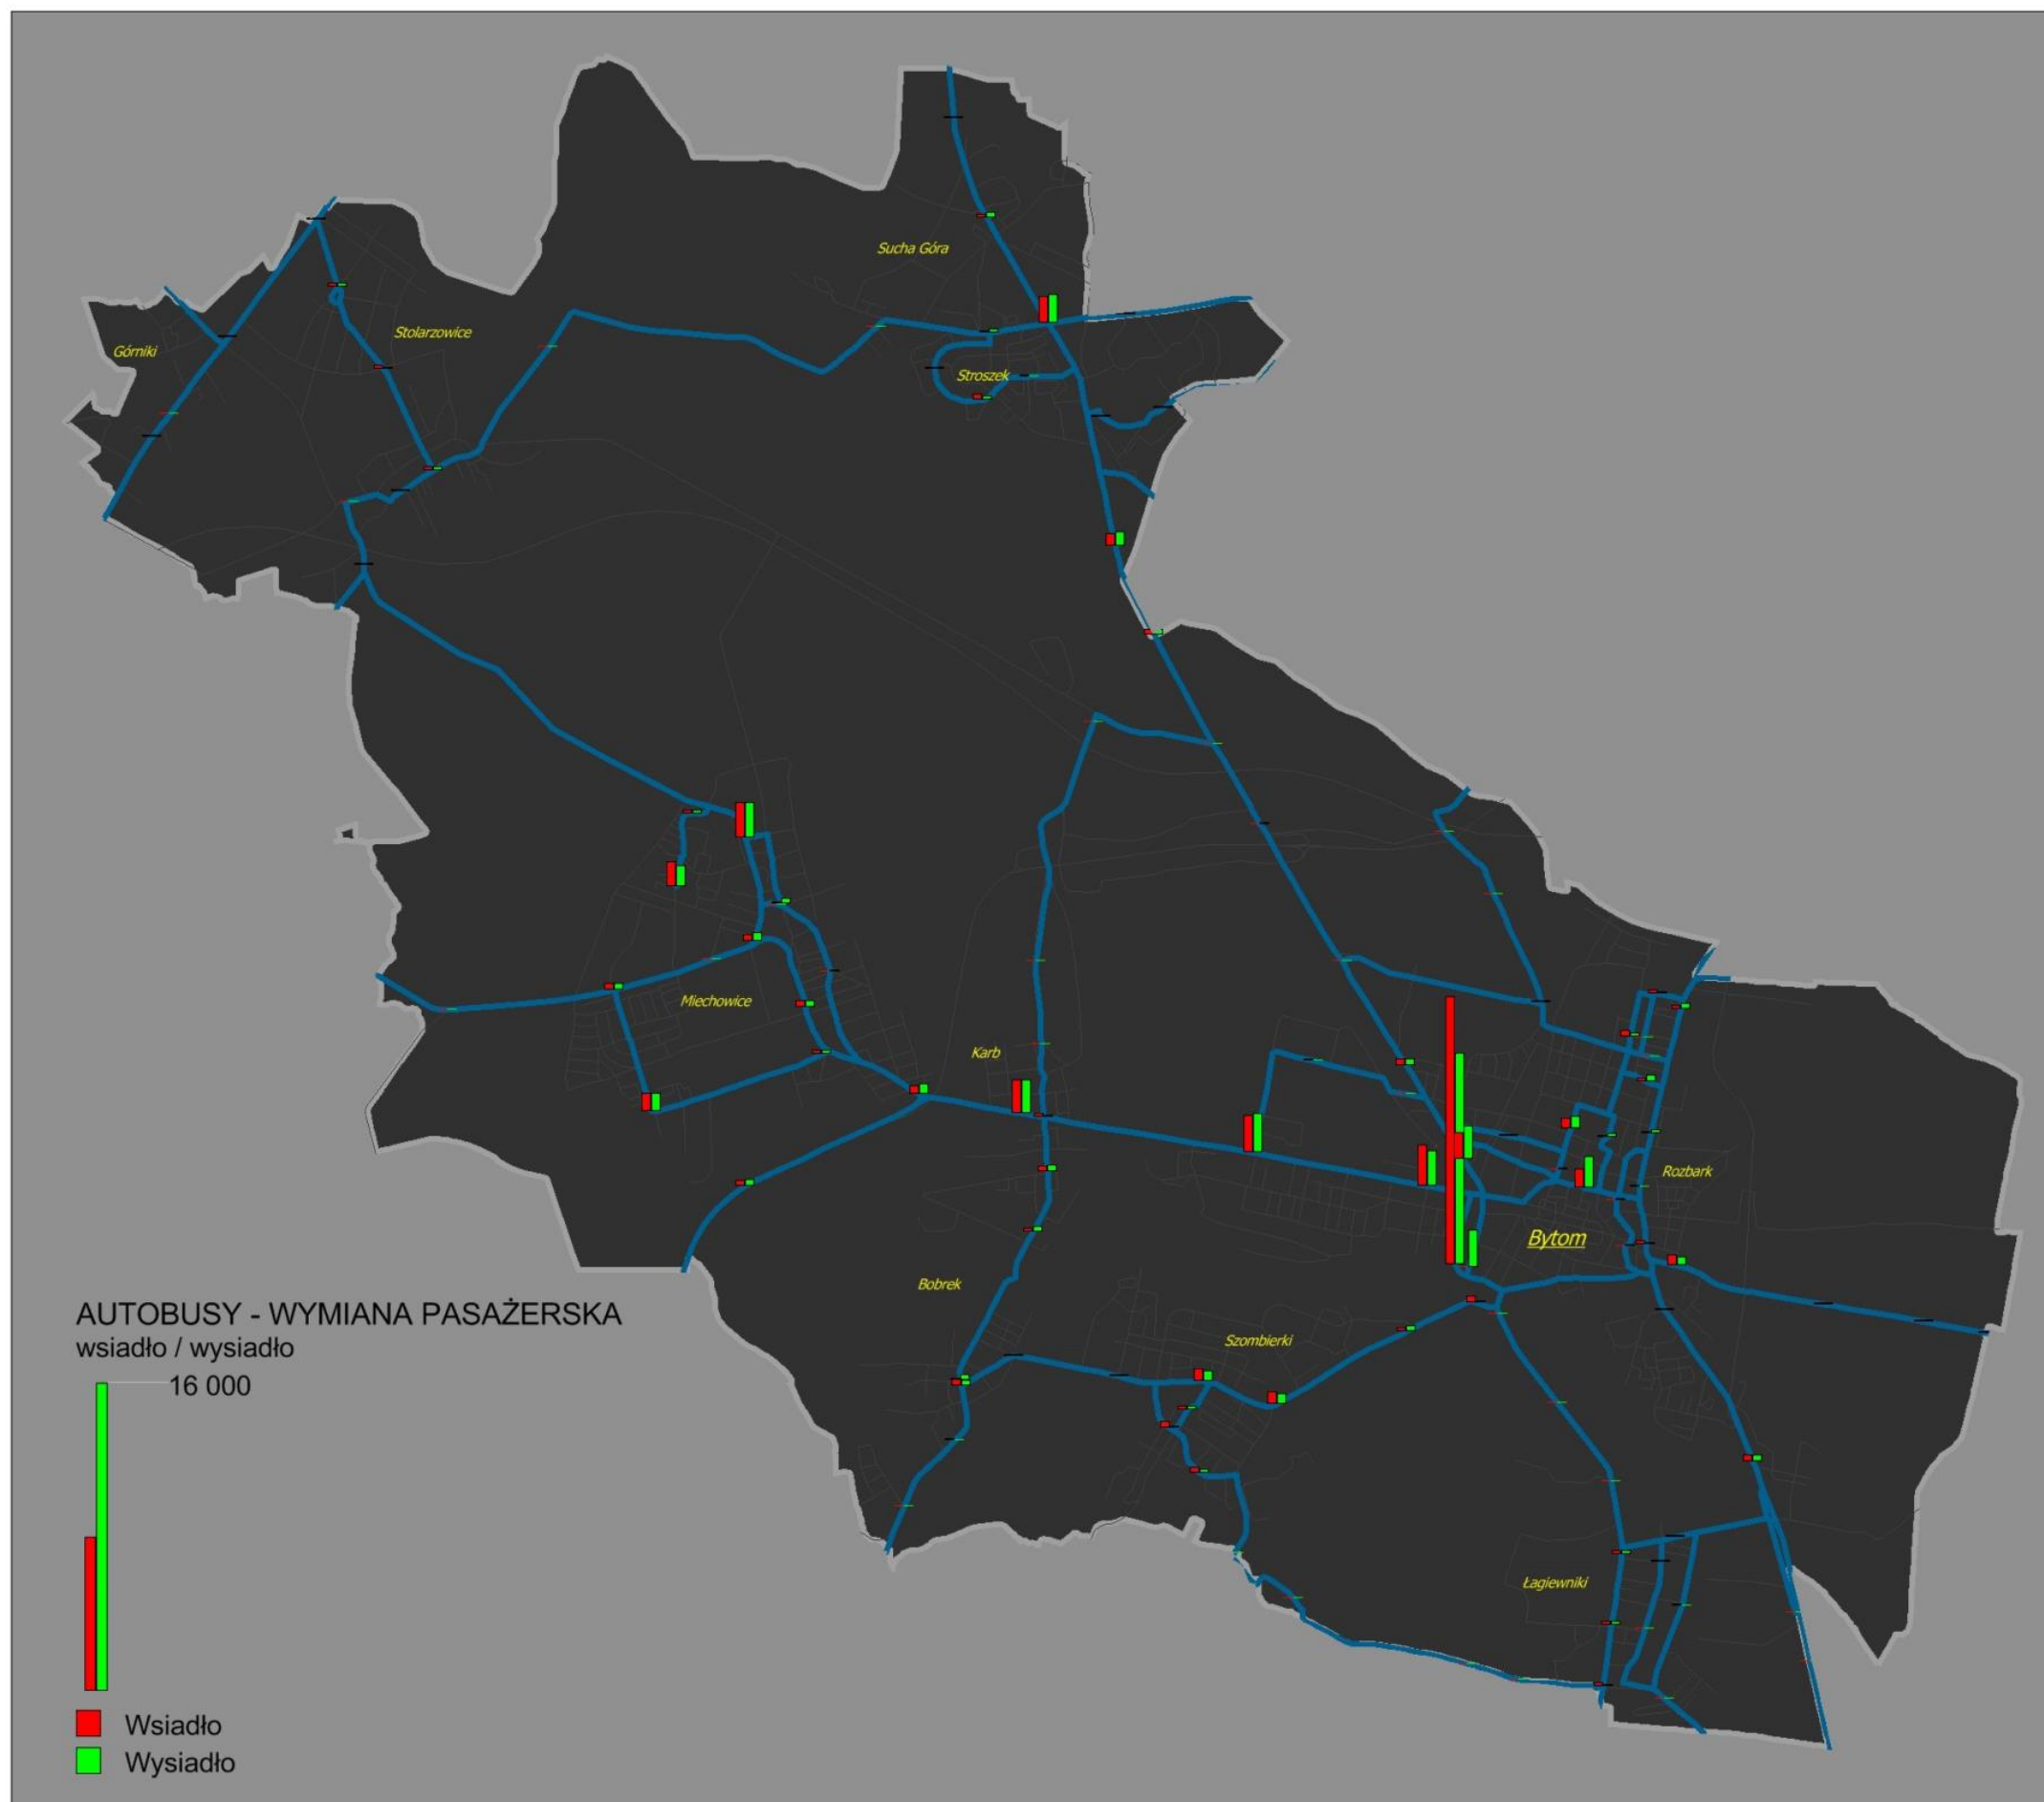 Sucha Góra
Stolarzowice
Górniki
Stroszek
Miechowice
Karb
Rozbark
Bytom
Bobrek
Szombierki
Łagiewniki
AUTOBUSY - WYMIANA PASAŻERSKA
wsiadło / wysiadło
16 000
Wsiadło
Wysiadło